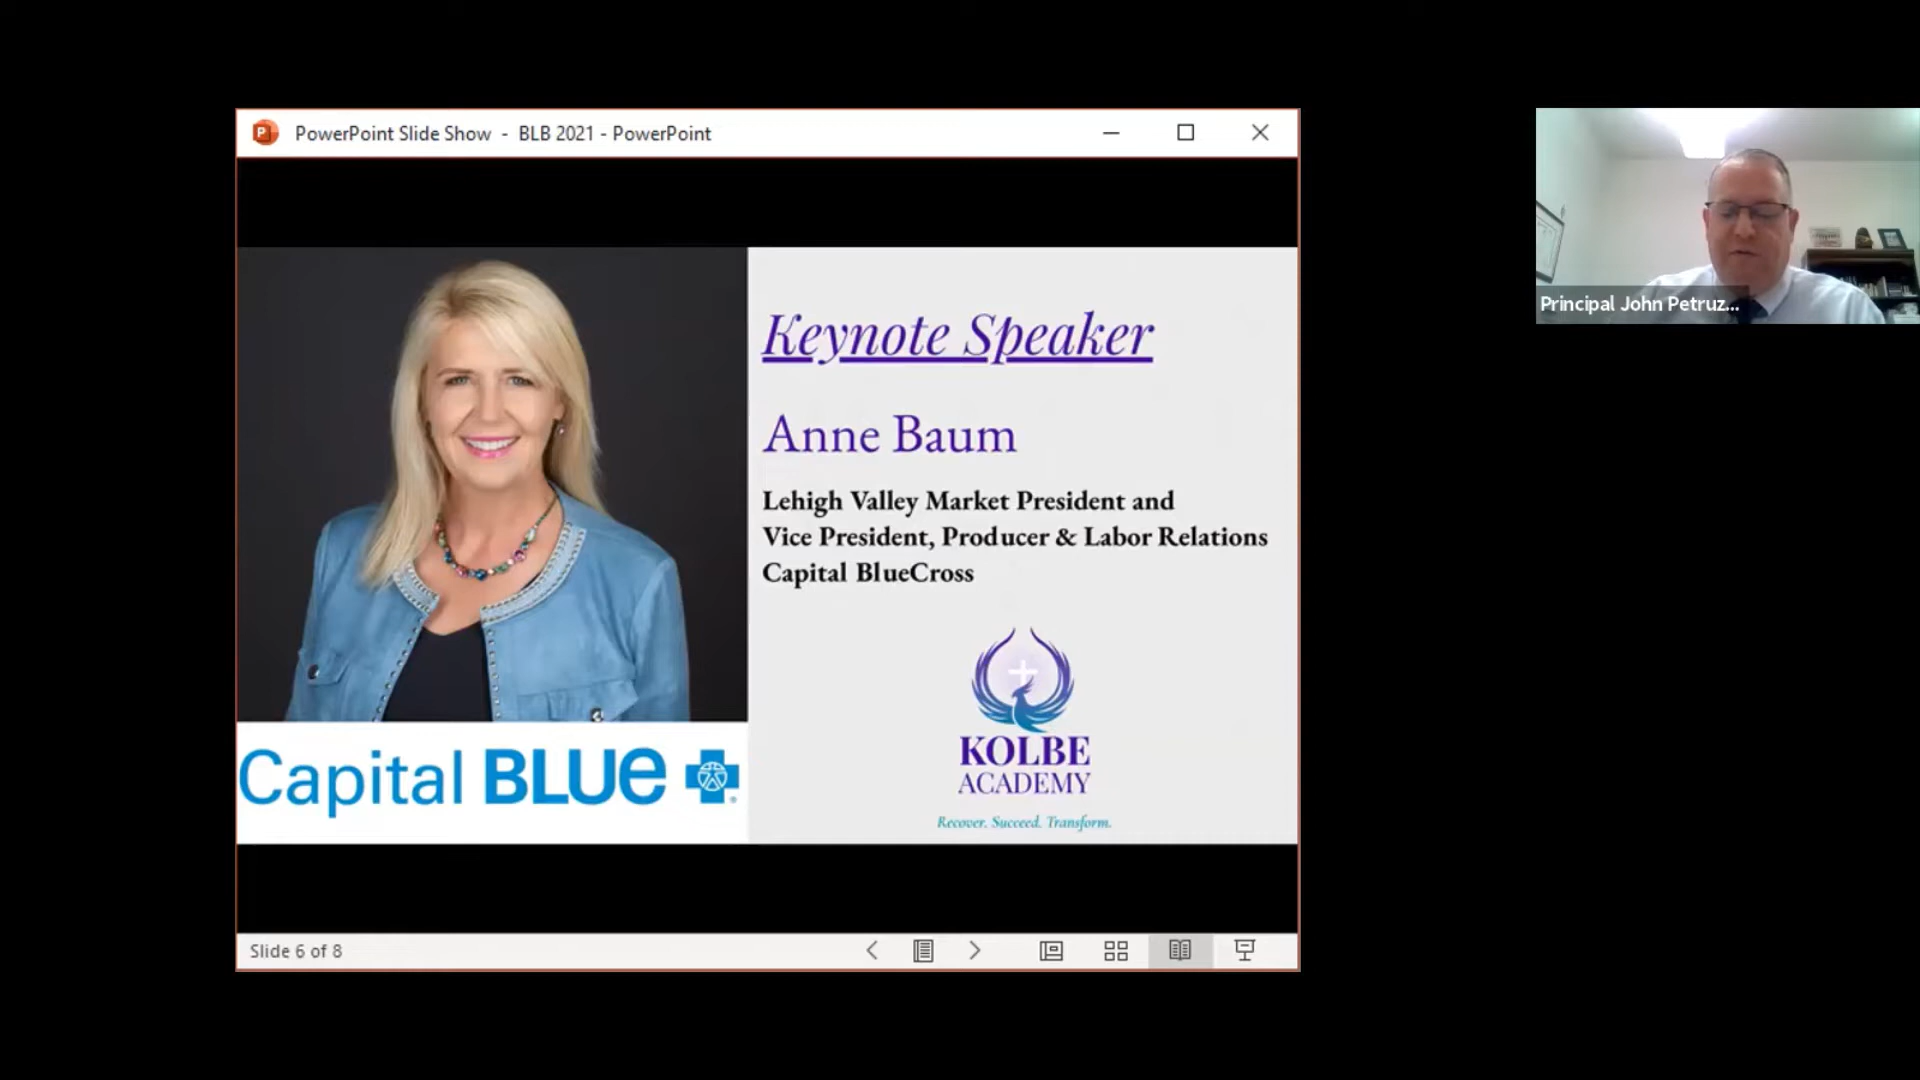 PowerPoint Slide Show - BLB 2021 - PowerPoint
Keynote Speaker
Anne Baum
Lehigh Valley Market President and
Vice President, Producer & Labor Relations
Capital BlueCross
Capital BLUe
KOLBE
ACADEMY
Recover. Succeed. Transform.
Slide 6 of 8
Principal John Petruz...